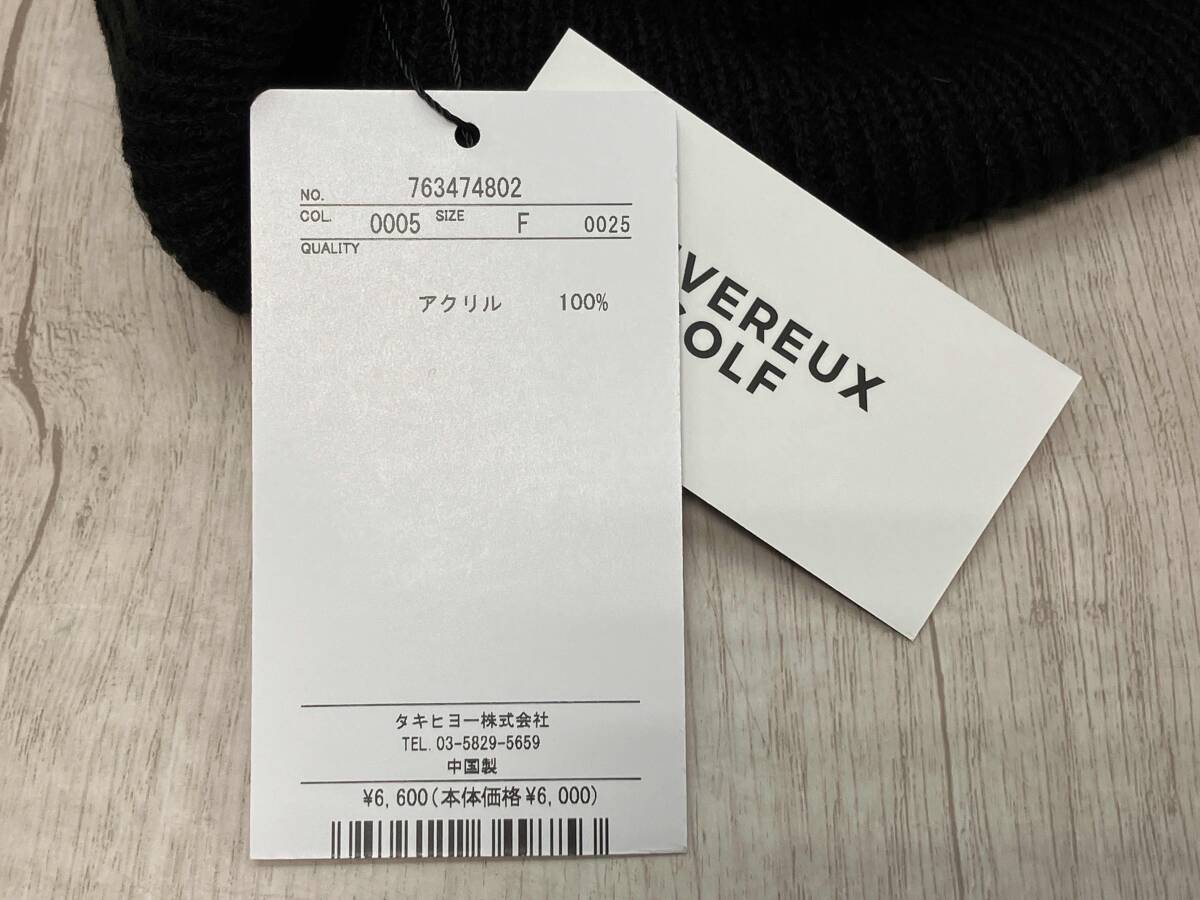 NO. 763474802
COL. 0005 SIZE F 0025
QUALITY
アクリル 100%
タキヒヨー株式会社
TEL. 03-5829-5659
中国製
¥6,600(本体価格¥6,000)
VEREUX
OLF